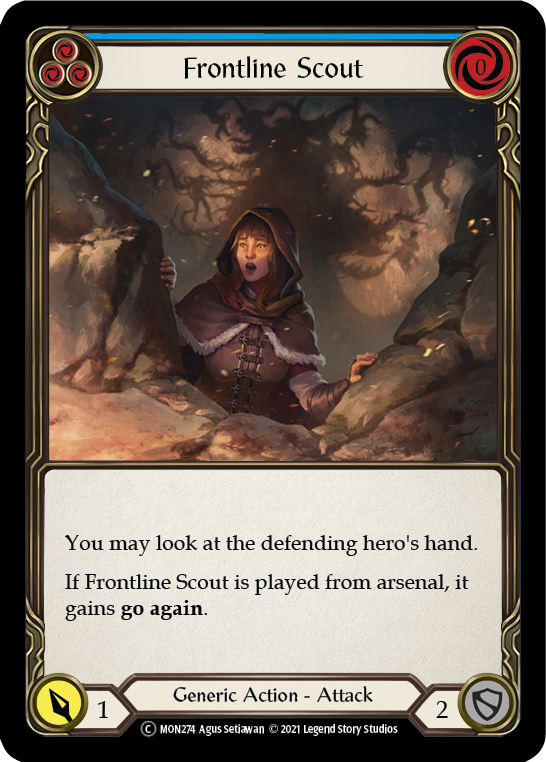 Frontline Scout
0
You may look at the defending hero's hand.
If Frontline Scout is played from arsenal, it
gains go again.
1
Generic Action - Attack
2
C MON274 Agus Setiawan © 2021 Legend Story Studios